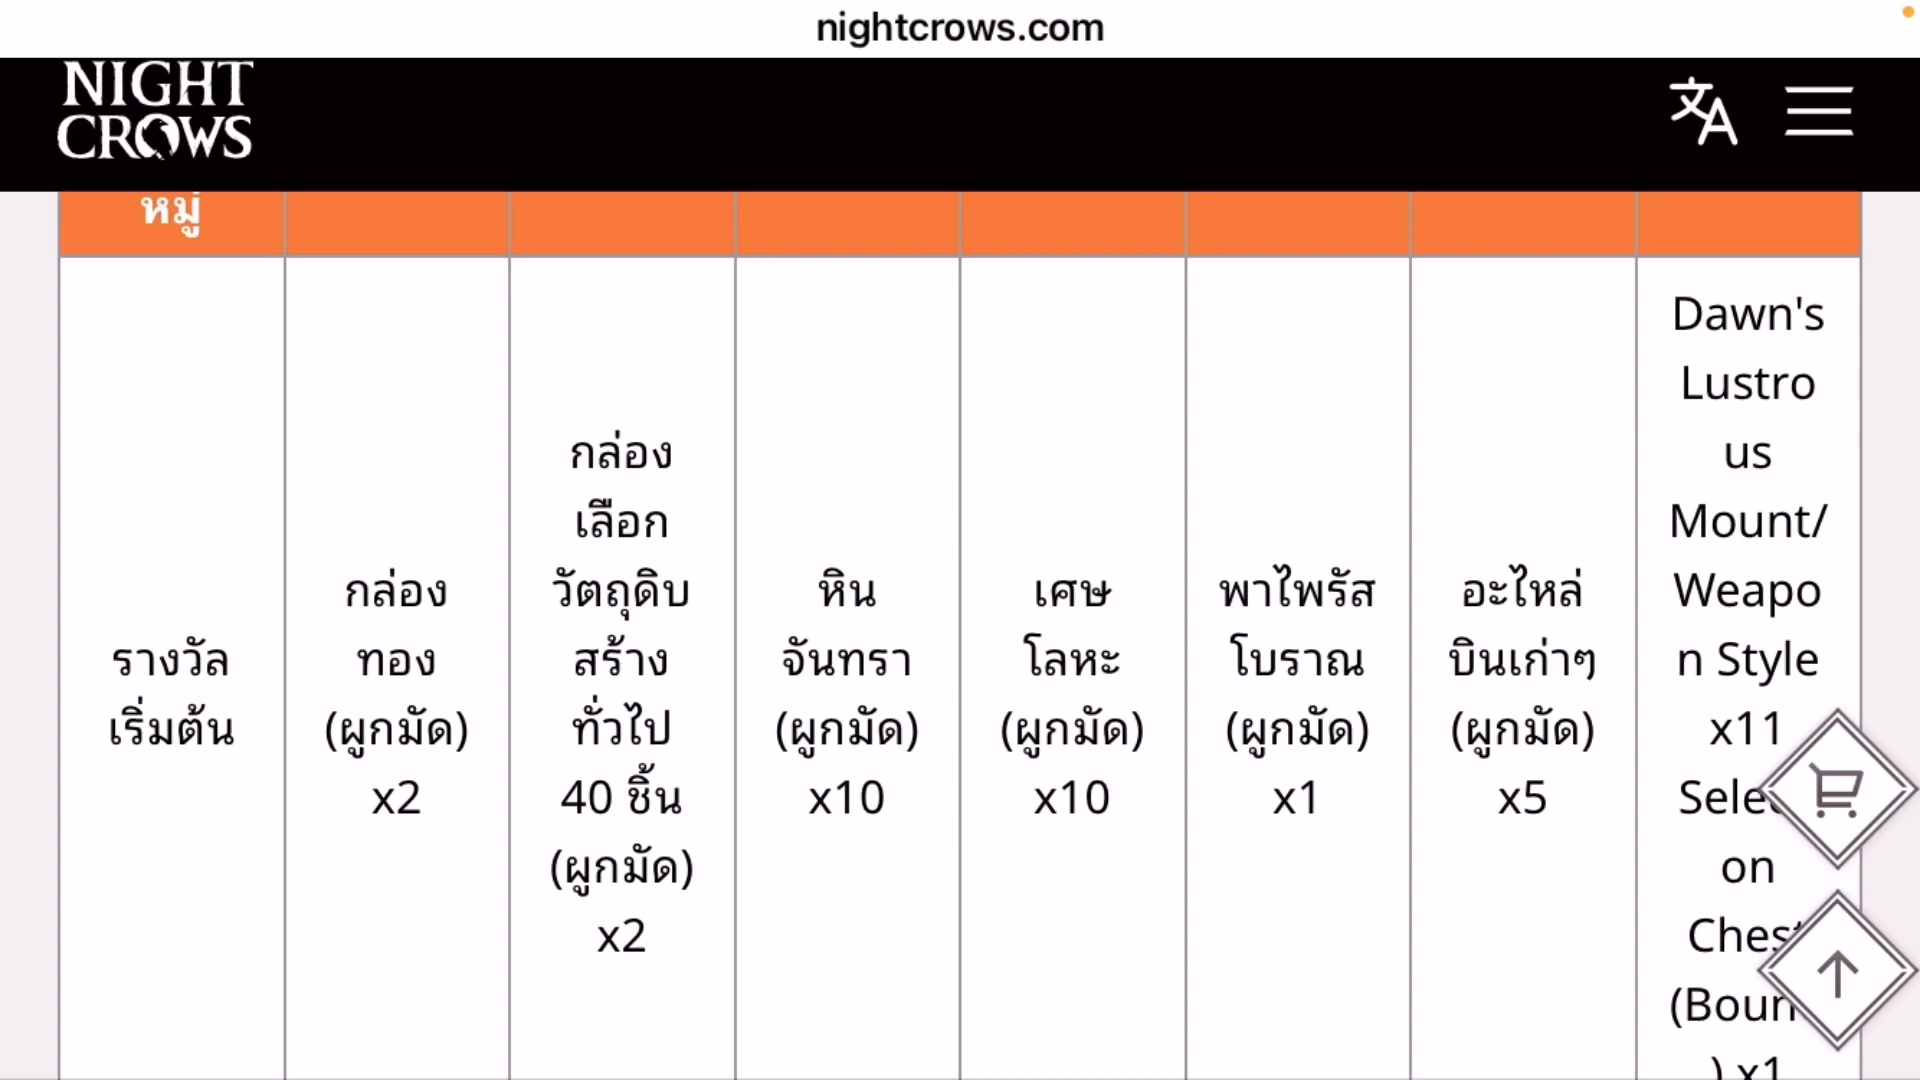 nightcrows.com
NIGHT
CROWS
文A
หมู่
รางวัล
เริ่มต้น
กล่อง
ทอง
(ผูกมัด)
x2
กล่อง
เลือก
วัตถุดิบ
สร้าง
ทั่วไป
40 ชิ้น
(ผูกมัด)
x2
หิน
จันทรา
(ผูกมัด)
x10
เศษ
โลหะ
(ผูกมัด)
x10
พาไพรัส
โบราณ
(ผูกมัด)
x1
อะไหล่
บินเก่าๆ
(ผูกมัด)
x5
Dawn's
Lustro
us
Mount/
Weapo
n Style
x11
Selec
on
Chest
(Boun
) x1